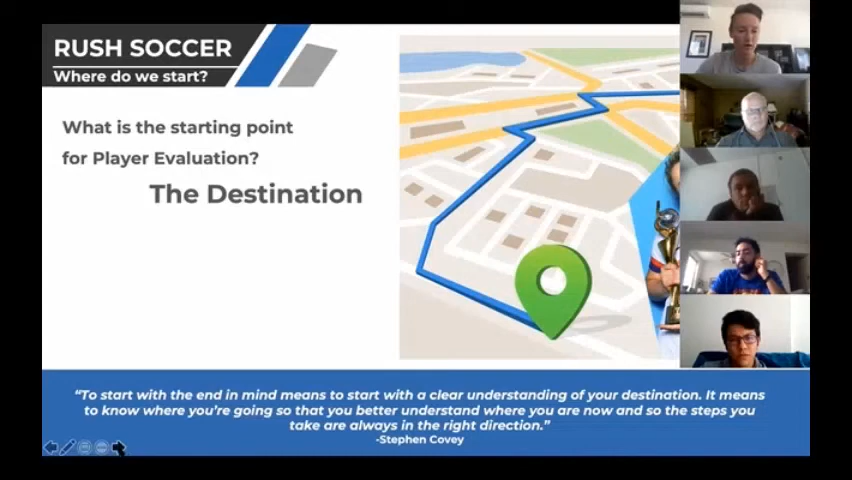 RUSH SOCCER
Where do we start?
What is the starting point
for Player Evaluation?
The Destination
“To start with the end in mind means to start with a clear understanding of your destination. It means
to know where you’re going so that you better understand where you are now and so the steps you
take are always in the right direction.”
-Stephen Covey